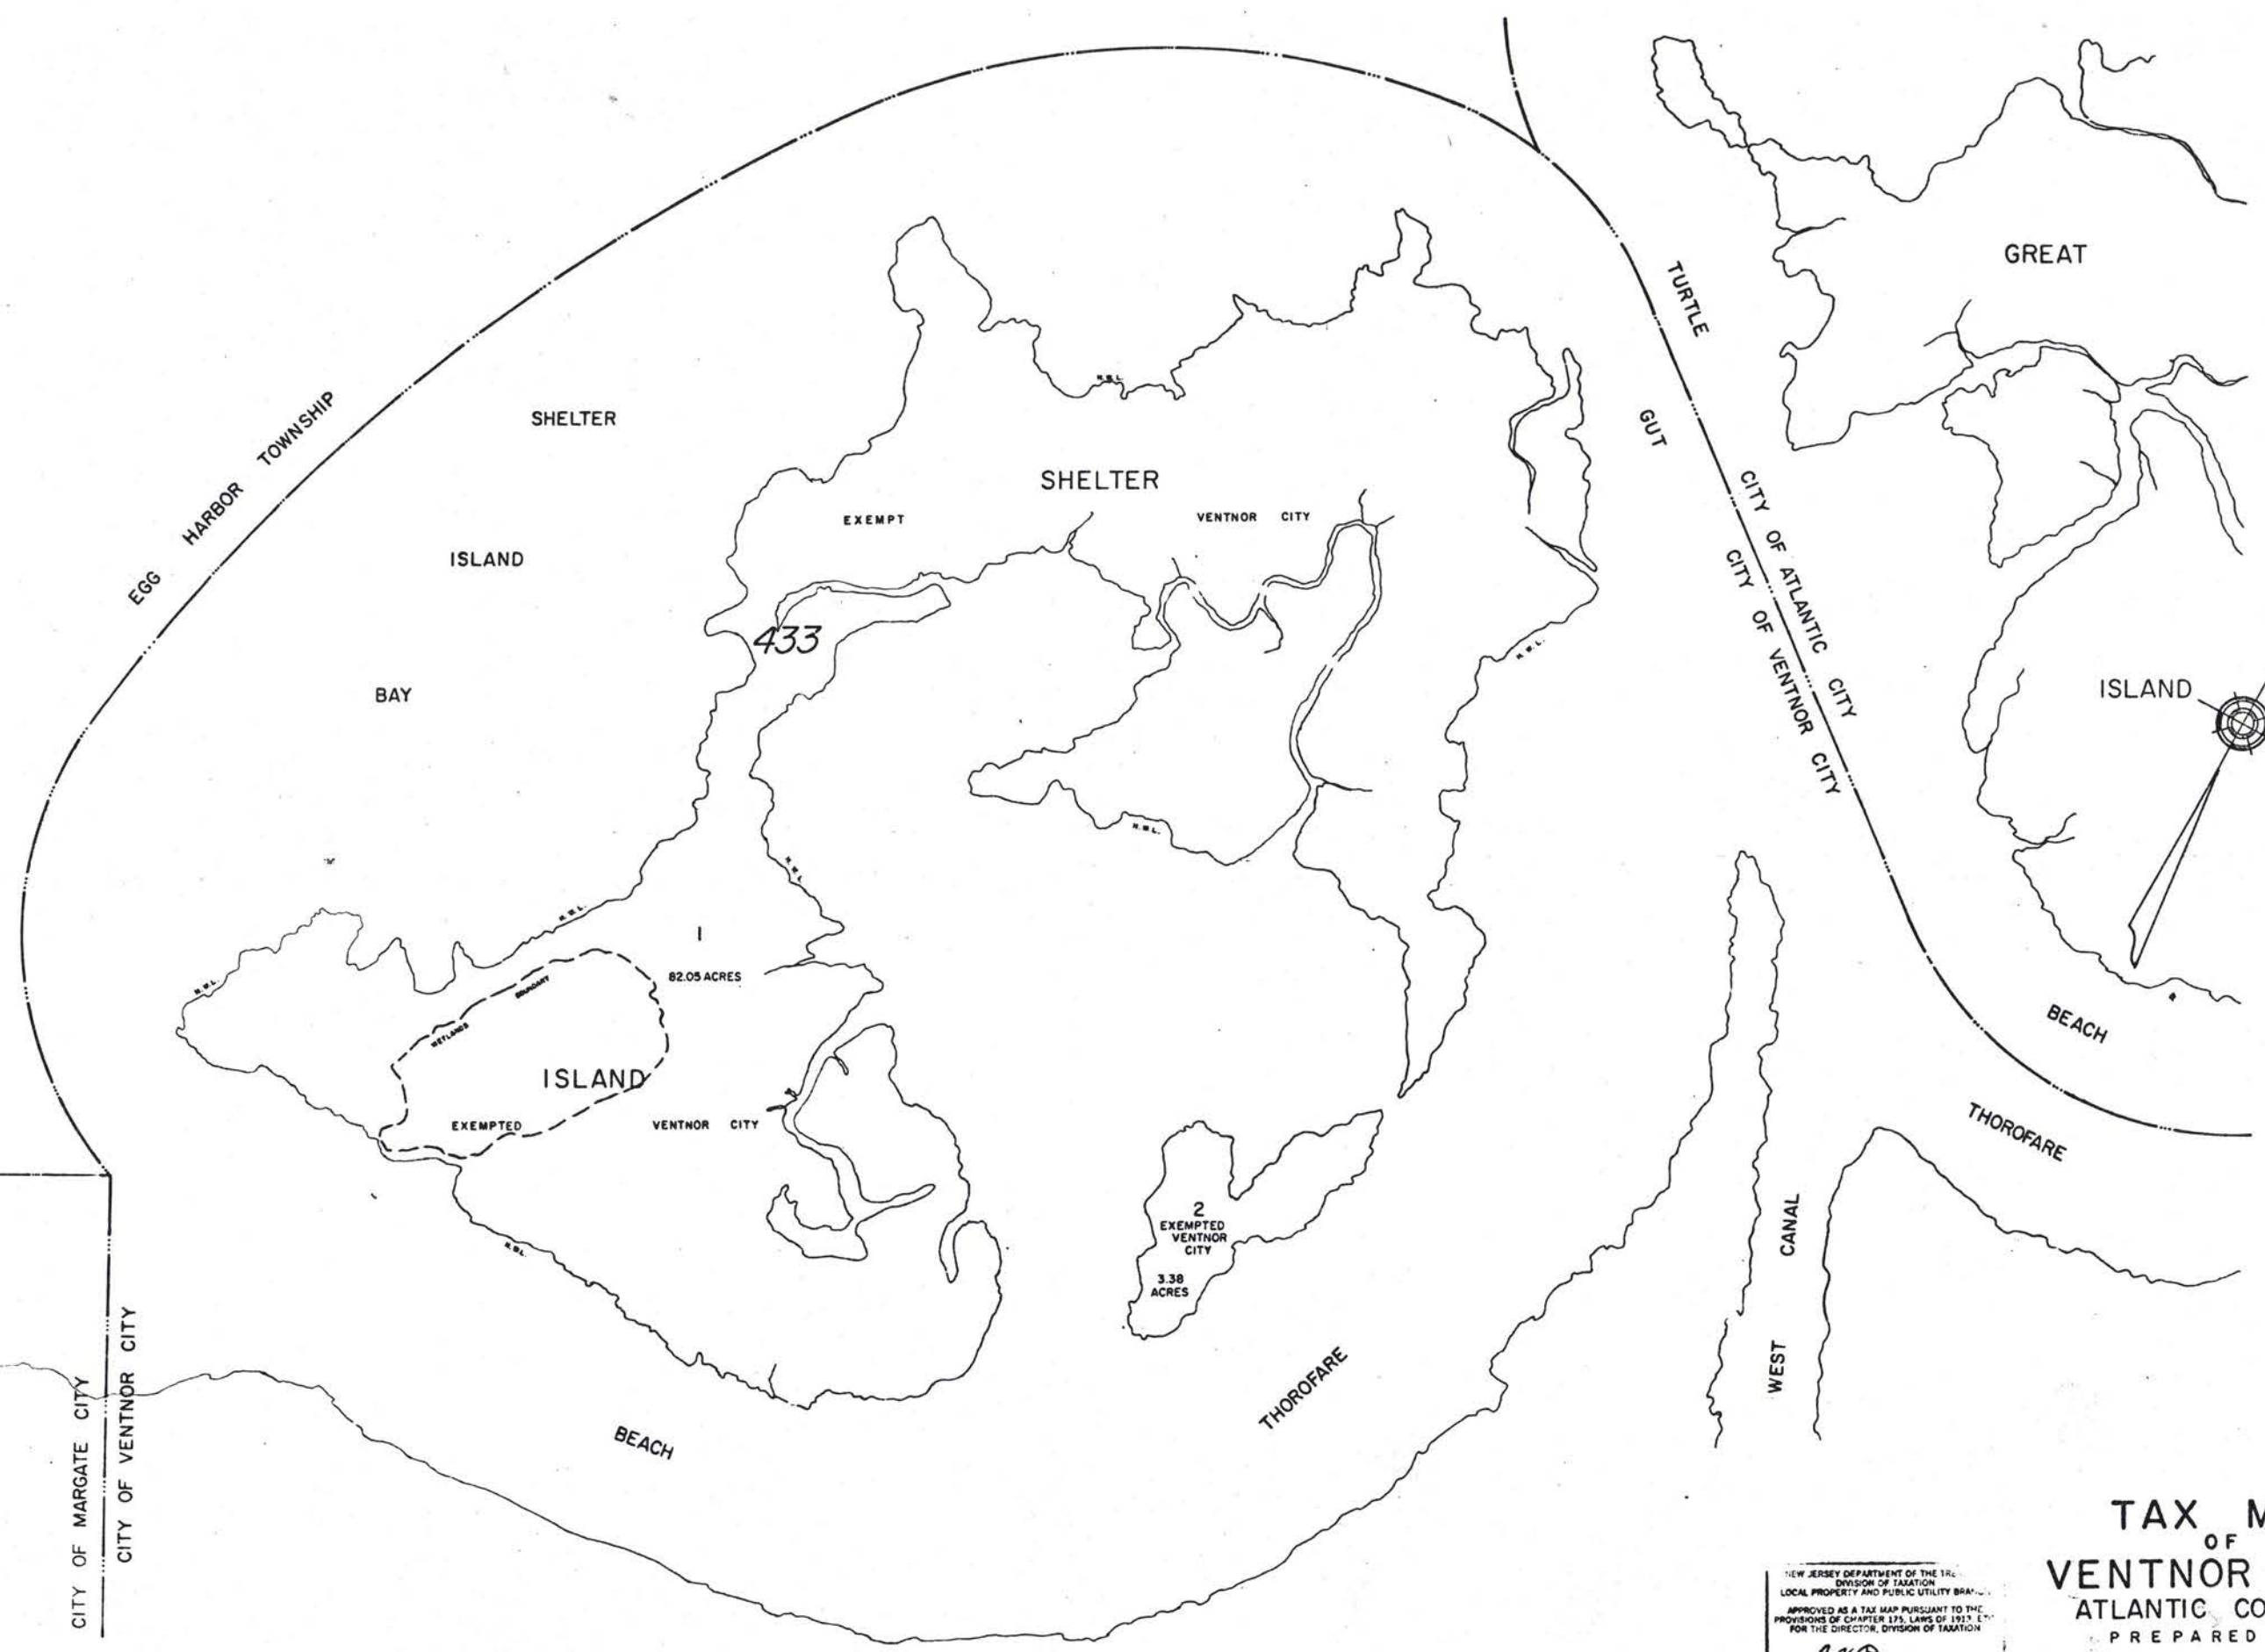 EGG HARBOR TOWNSHIP
SHELTER
ISLAND
BAY
SHELTER
EXEMPT
VENTNOR CITY
433
TURTLE
GUT
GREAT
ISLAND
CITY OF ATLANTIC CITY
CITY OF VENTNOR CITY
1
82.05 ACRES
WETLANDS BOUNDARY
ISLAND
EXEMPTED
VENTNOR CITY
2
EXEMPTED
VENTNOR
CITY
3.38
ACRES
BEACH
THOROFARE
WEST CANAL
BEACH
THOROFARE
CITY OF MARGATE CITY
CITY OF VENTNOR CITY
NEW JERSEY DEPARTMENT OF THE
DIVISION OF TAXATION
LOCAL PROPERTY AND PUBLIC UTILITY
APPROVED AS A TAX MAP PURSUANT TO THE
PROVISIONS OF CHAPTER 175, LAWS OF 1913
FOR THE DIRECTOR, DIVISION OF TAXATION
TAX M
OF
VENTNOR
ATLANTIC CO
PREPARED